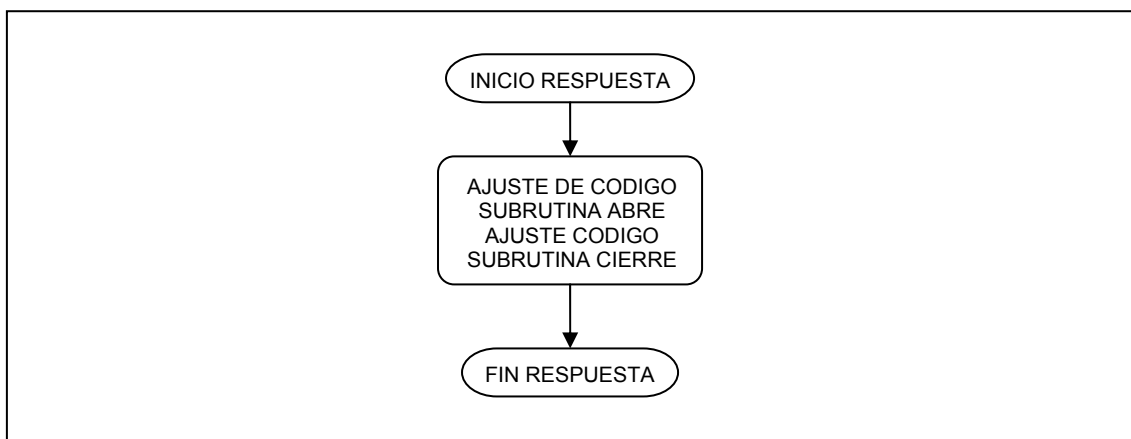 INICIO RESPUESTA
AJUSTE DE CODIGO
SUBRUTINA ABRE
AJUSTE CODIGO
SUBRUTINA CIERRE
FIN RESPUESTA